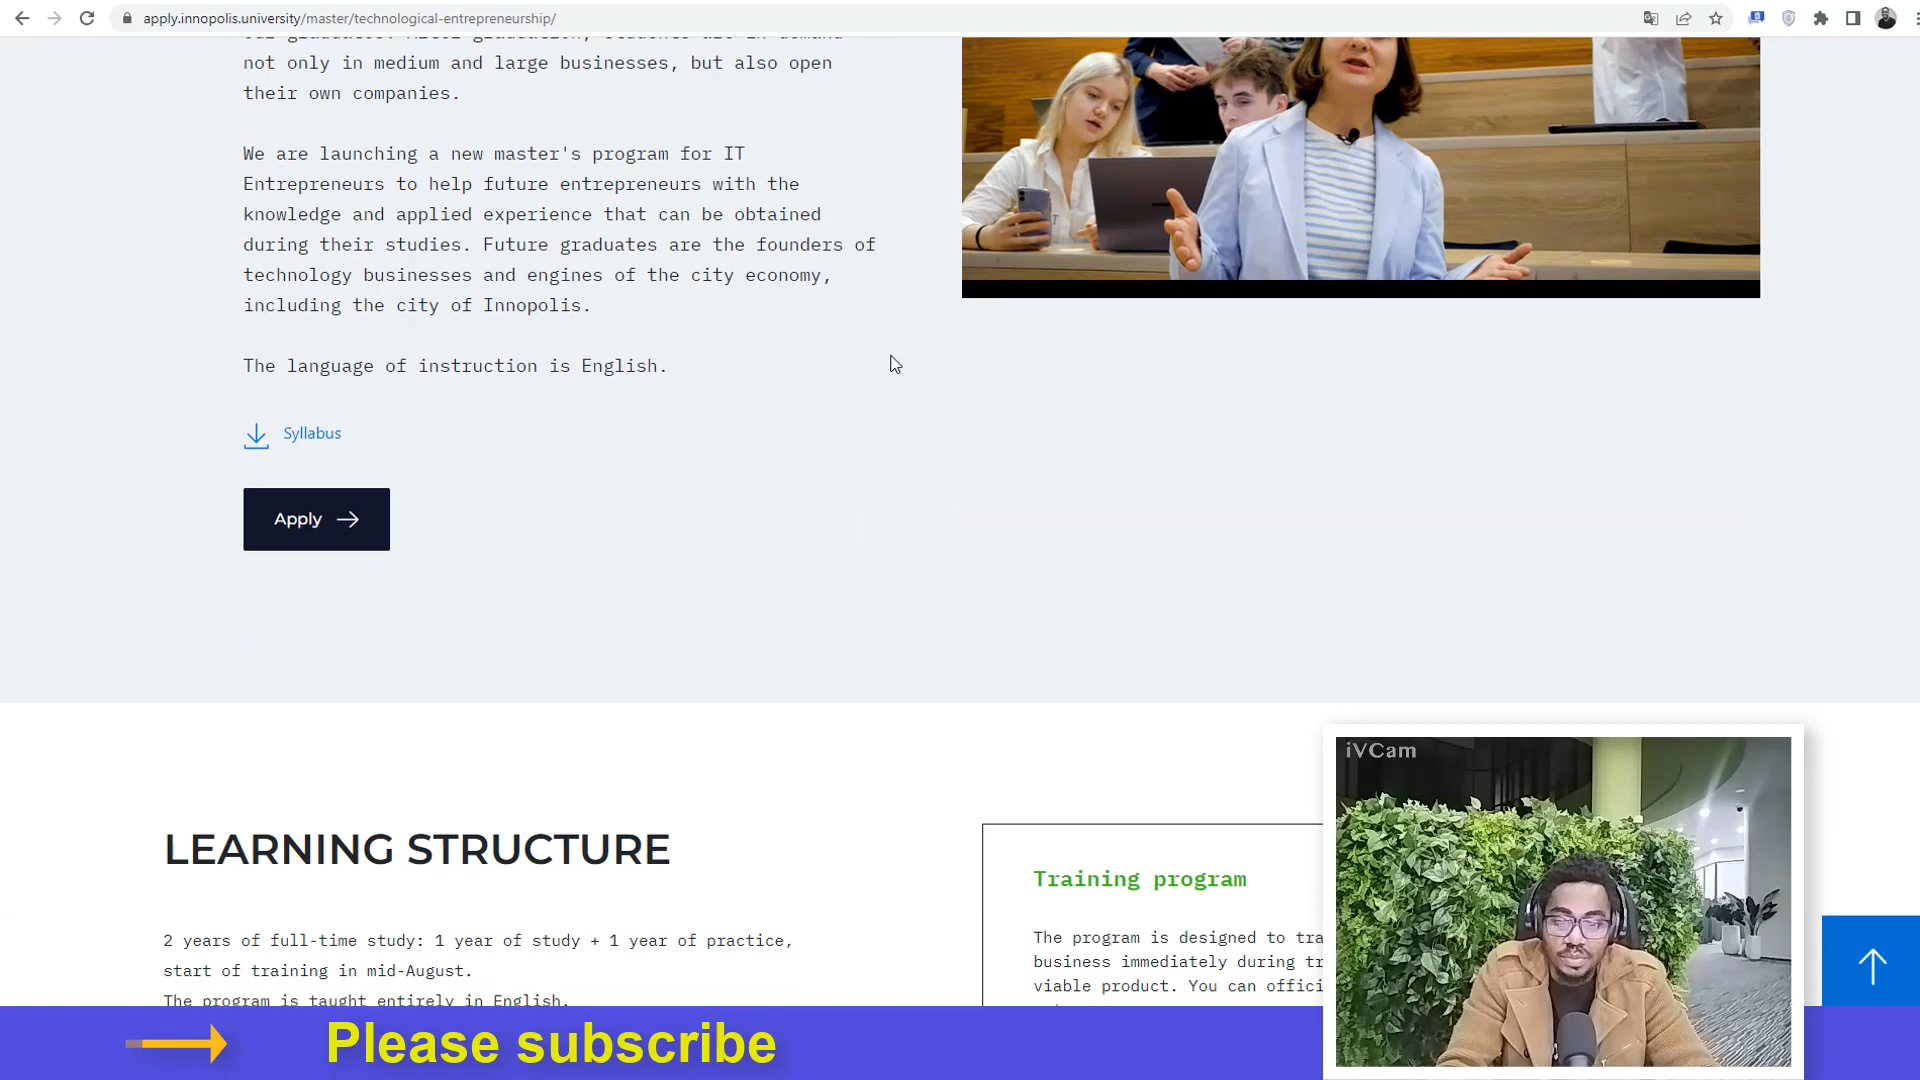 apply.innopolis.university/master/technological-entrepreneurship/
not only in medium and large businesses, but also open
their own companies.
We are launching a new master's program for IT
Entrepreneurs to help future entrepreneurs with the
knowledge and applied experience that can be obtained
during their studies. Future graduates are the founders of
technology businesses and engines of the city economy,
including the city of Innopolis.
The language of instruction is English.
Syllabus
Apply
LEARNING STRUCTURE
2 years of full-time study: 1 year of study + 1 year of practice,
start of training in mid-August.
The program is taught entirely in English.
Training program
The program is designed to tra
business immediately during tr
viable product. You can offici
iVCam
Please subscribe